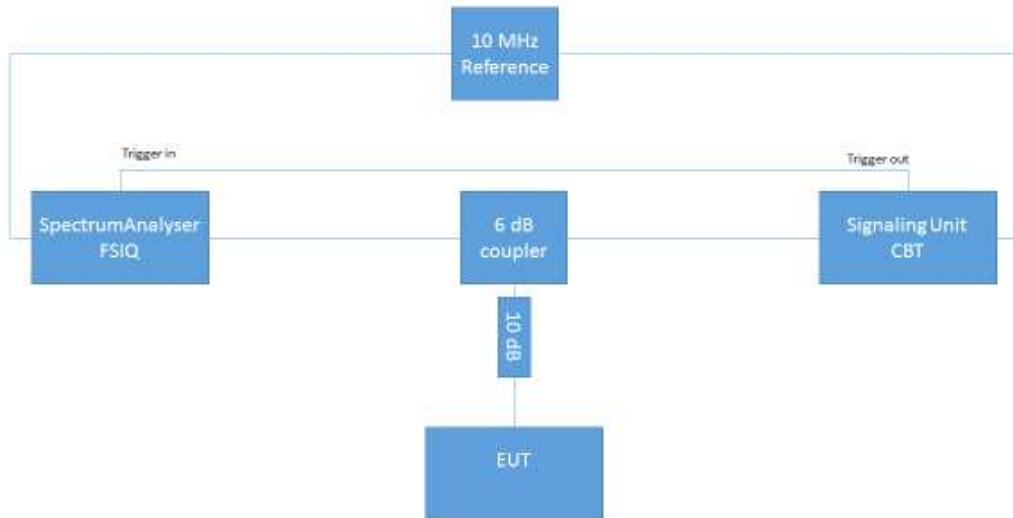 10 MHz
Reference
Trigger in
Trigger out
SpectrumAnalyser
FSIQ
6 dB
coupler
Signaling Unit
CBT
10 dB
EUT